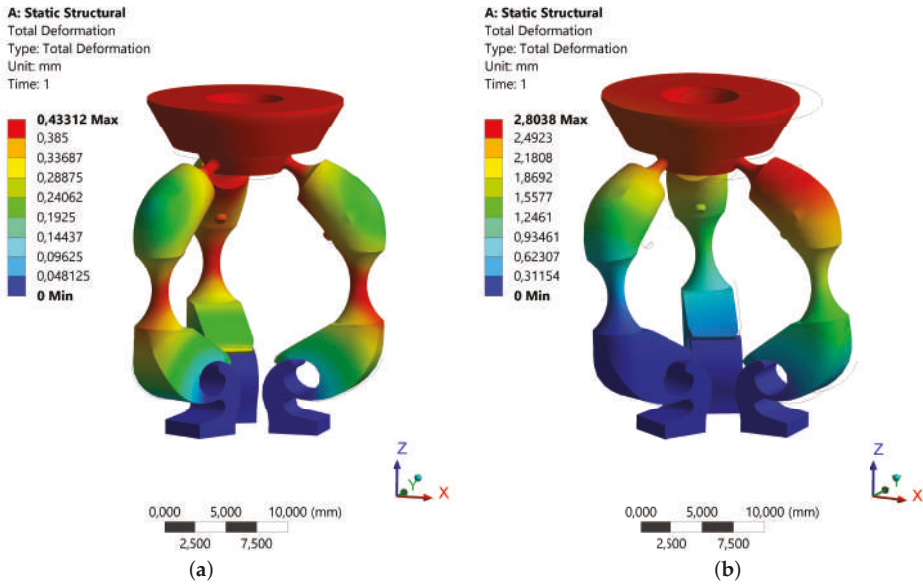 A: Static Structural
Total Deformation
Type: Total Deformation
Unit: mm
Time: 1
0,43312 Max
0,385
0,33687
0,28875
0,24062
0,1925
0,14437
0,09625
0,048125
0 Min
Z
Y
X
0,000 5,000 10,000 (mm)
2,500 7,500
(a)
A: Static Structural
Total Deformation
Type: Total Deformation
Unit: mm
Time: 1
2,8038 Max
2,4923
2,1808
1,8692
1,5577
1,2461
0,93461
0,62307
0,31154
0 Min
Z
Y
X
0,000 5,000 10,000 (mm)
2,500 7,500
(b)